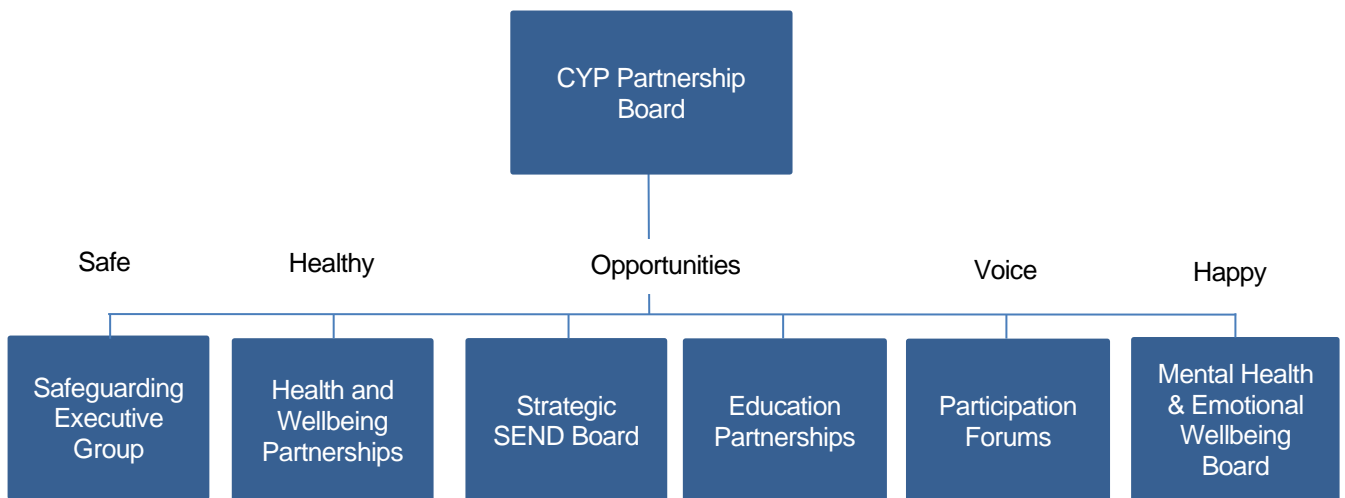 CYP Partnership
Board
Safe
Healthy
Opportunities
Voice
Happy
Safeguarding
Executive
Group
Health and
Wellbeing
Partnerships
Strategic
SEND Board
Education
Partnerships
Participation
Forums
Mental Health
& Emotional
Wellbeing
Board